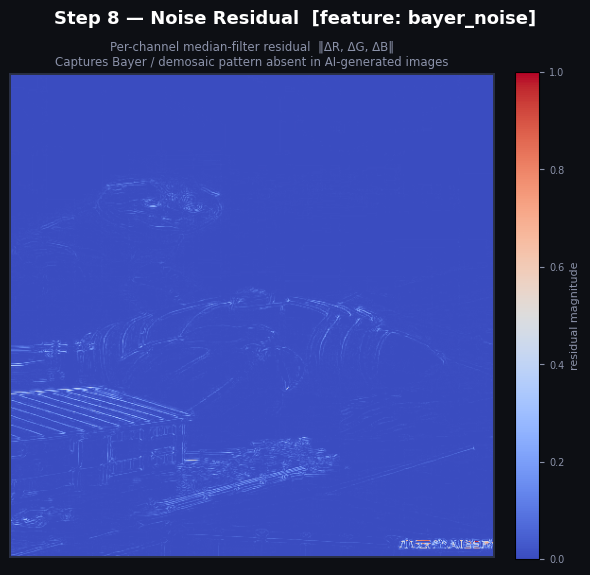 Step 8 — Noise Residual  [feature: bayer_noise]
Per-channel median-filter residual  ‖ΔR, ΔG, ΔB‖
Captures Bayer / demosaic pattern absent in AI-generated images
1.0
0.8
0.6
0.4
0.2
0.0
residual magnitude